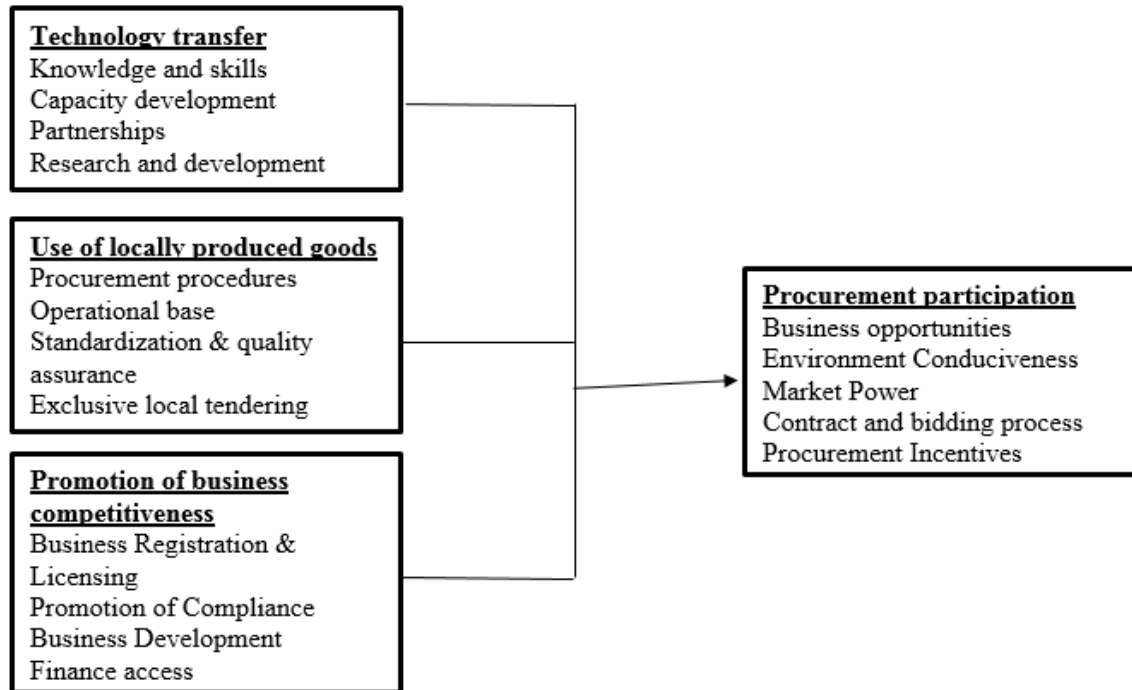 Technology transfer
Knowledge and skills
Capacity development
Partnerships
Research and development
Use of locally produced goods
Procurement procedures
Operational base
Standardization & quality
assurance
Exclusive local tendering
Promotion of business
competitiveness
Business Registration &
Licensing
Promotion of Compliance
Business Development
Finance access
Procurement participation
Business opportunities
Environment Conduciveness
Market Power
Contract and bidding process
Procurement Incentives